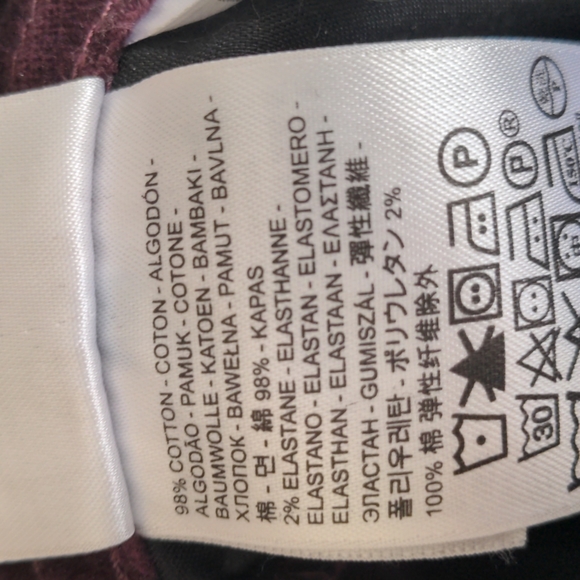 98% COTTON - COTON - ALGODÓN -
ALGODÃO - PAMUK - COTONE -
BAUMWOLLE - KATOEN - BAMBAKI -
ХЛОПОК - BAWEŁNA - PAMUT - BAVLNA -
棉 - 면 - 綿 98% - KAPAS
2% ELASTANE - ELASTHANNE -
ELASTANO - ELASTAN - ELASTOMERO -
ELASTHAN - ELASTAAN - ΕΛΑΣΤΑΝΗ -
ЭЛАСТАН - GUMISZÁL - 彈性纖維 -
폴리우레탄 - ポリウレタン 2%
100% 棉 弹性纤维除外
P
30 P ®
150 C